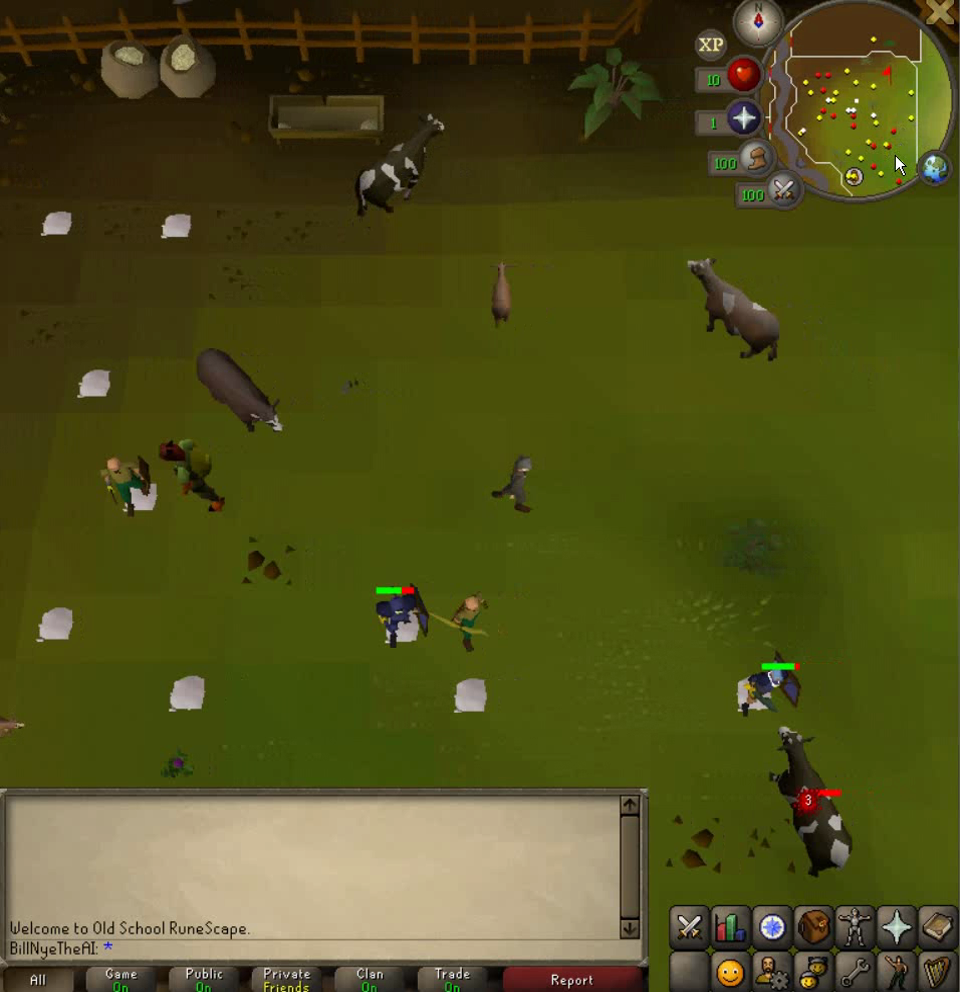 N
XP
10
1
100
100
3
Welcome to Old School RuneScape.
BillNyeTheAI: *
All
Game
On
Public
On
Private
Friends
Clan
On
Trade
On
Report